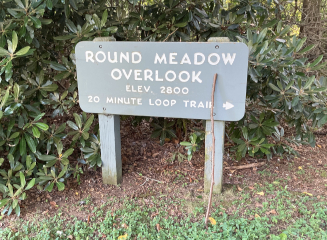 ROUND MEADOW
OVERLOOK
ELEV. 2800
20 MINUTE LOOP TRAIL →